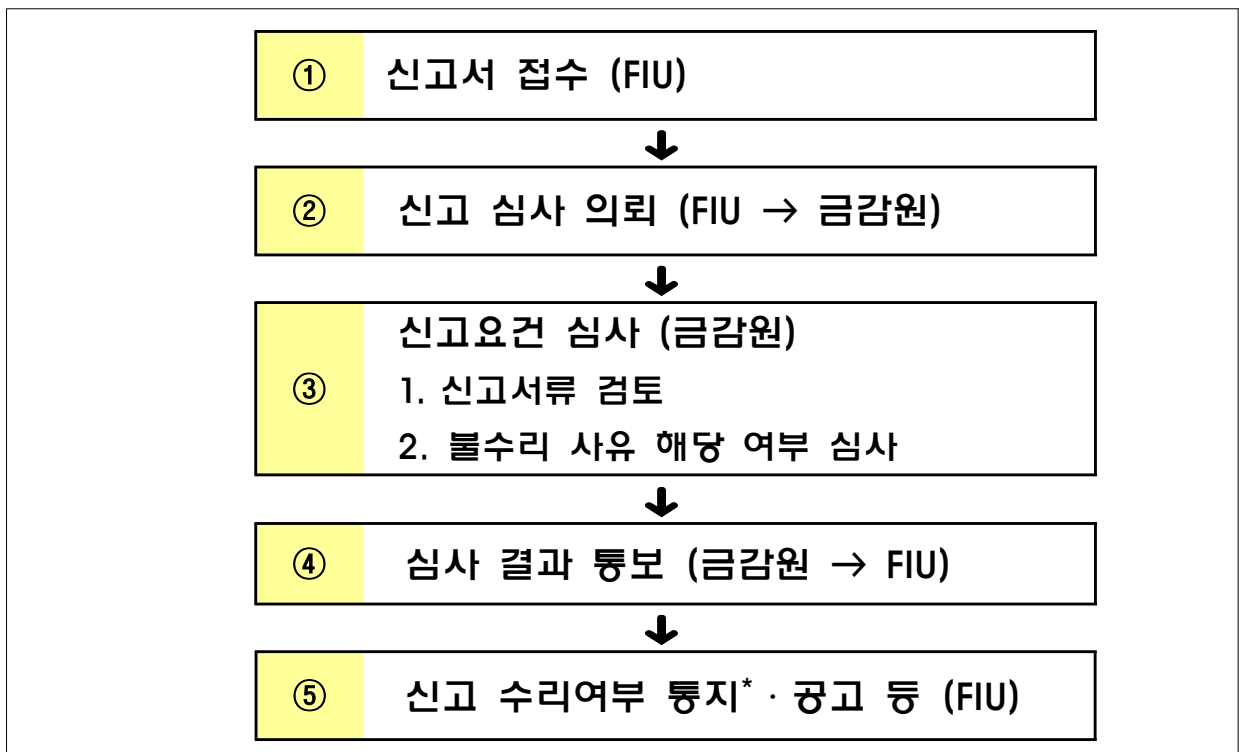 ① 신고서 접수 (FIU)
② 신고 심사 의뢰 (FIU → 금감원)
신고요건 심사 (금감원)
③ 1. 신고서류 검토
2. 불수리 사유 해당 여부 심사
④ 심사 결과 통보 (금감원 → FIU)
⑤ 신고 수리여부 통지* · 공고 등 (FIU)